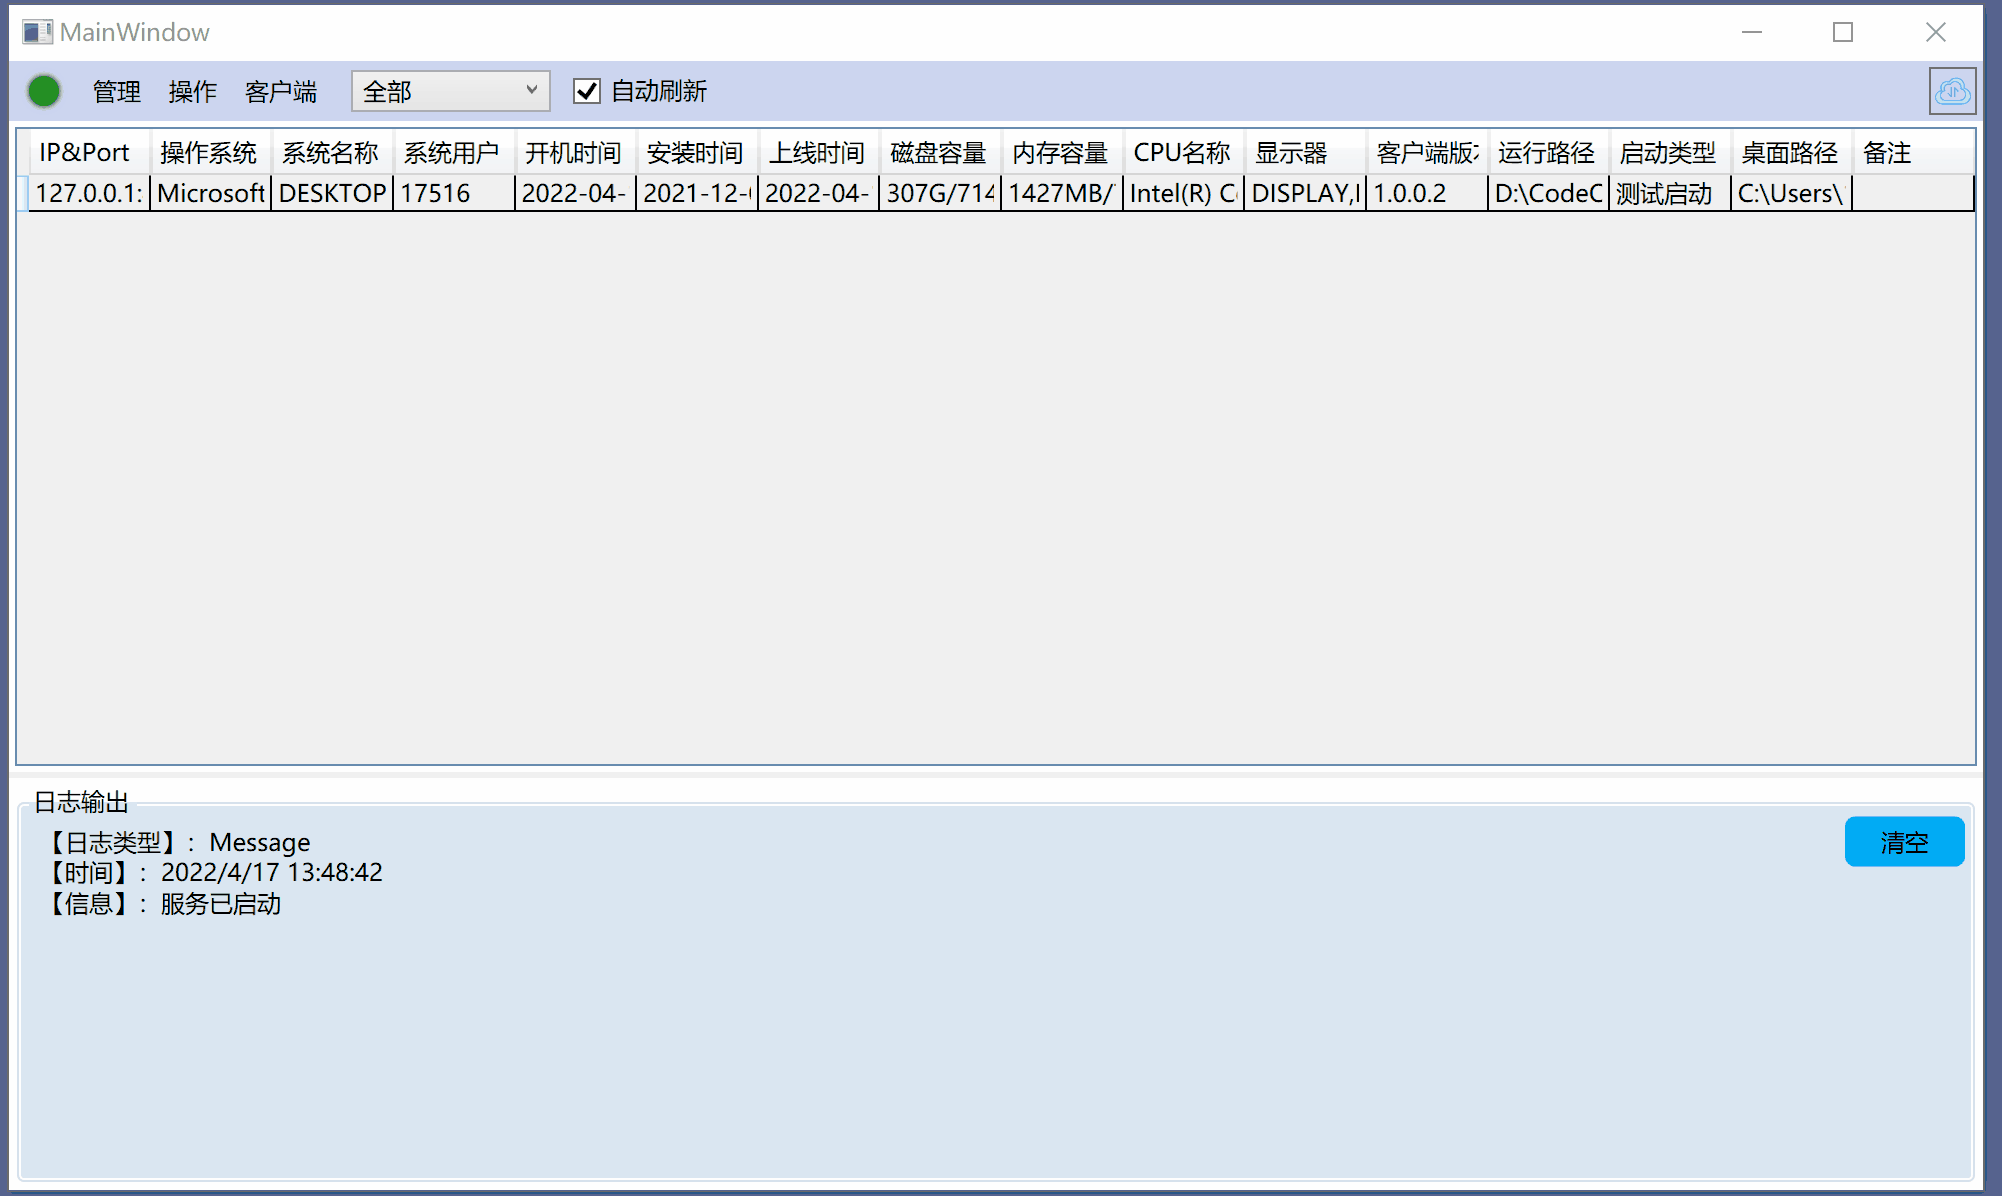 MainWindow
管理 操作 客户端 全部 自动刷新
IP&Port 操作系统 系统名称 系统用户 开机时间 安装时间 上线时间 磁盘容量 内存容量 CPU名称 显示器 客户端版 运行路径 启动类型 桌面路径 备注
127.0.0.1: Microsoft DESKTOP 17516 2022-04- 2021-12- 2022-04- 307G/714 1427MB/ Intel(R) C DISPLAY, 1.0.0.2 D:\CodeC 测试启动 C:\Users\
日志输出
【日志类型】: Message
【时间】: 2022/4/17 13:48:42
【信息】: 服务已启动
清空